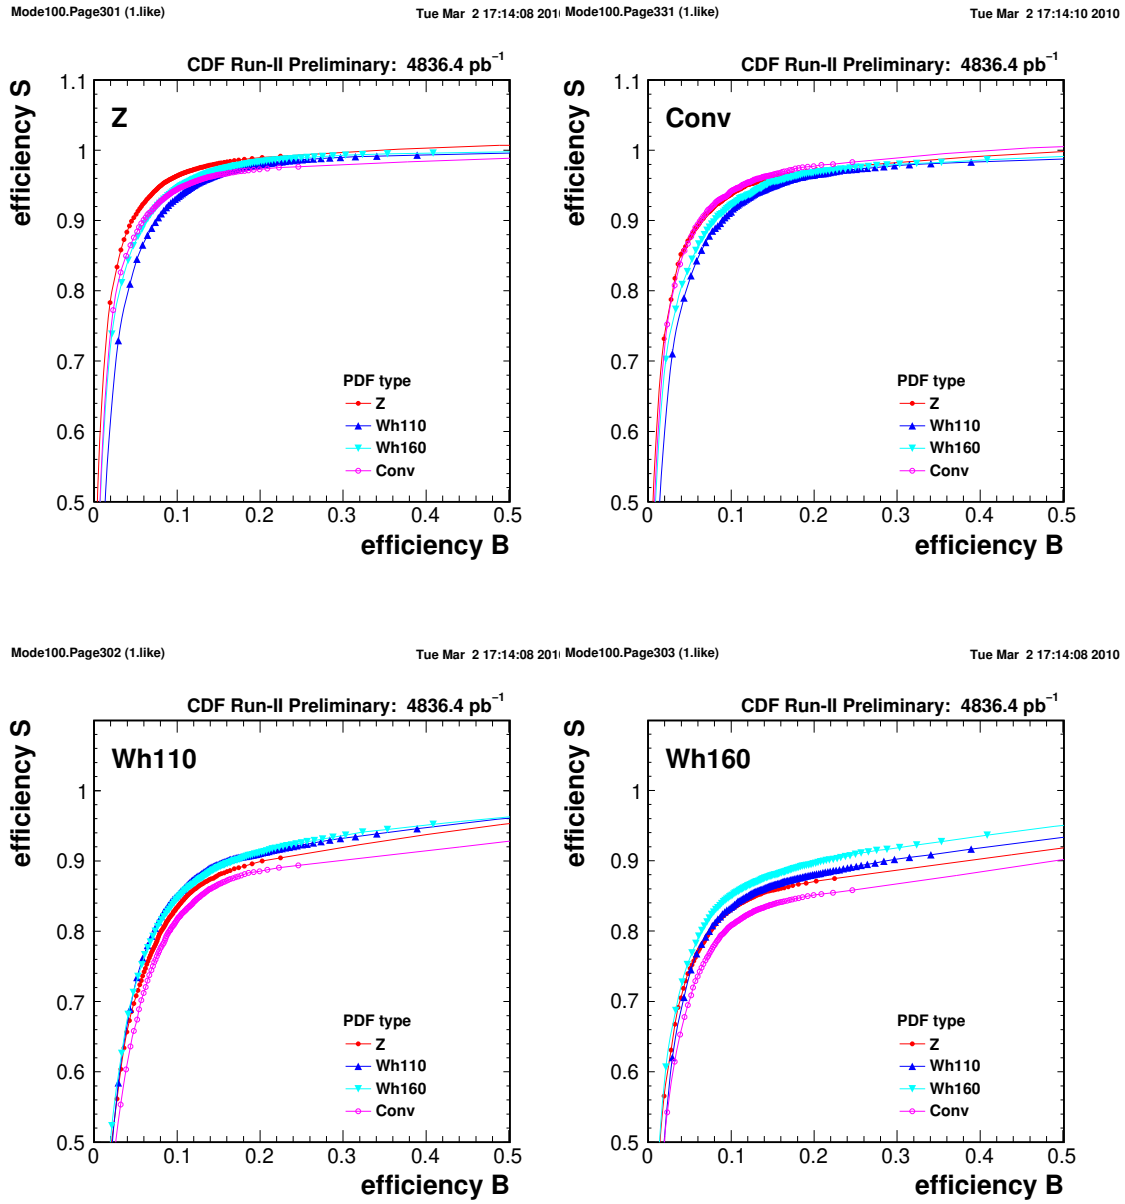 Mode100.Page301 (1.like)
Tue Mar 2 17:14:08 201
CDF Run-II Preliminary: 4836.4 pb⁻¹
efficiency S
Z
1.1
1
0.9
0.8
0.7
0.6
0.5
PDF type
Z
Wh110
Wh160
Conv
0 0.1 0.2 0.3 0.4 0.5
efficiency B
Mode100.Page331 (1.like)
Tue Mar 2 17:14:10 2010
CDF Run-II Preliminary: 4836.4 pb⁻¹
efficiency S
Conv
1.1
1
0.9
0.8
0.7
0.6
0.5
PDF type
Z
Wh110
Wh160
Conv
0 0.1 0.2 0.3 0.4 0.5
efficiency B
Mode100.Page302 (1.like)
Tue Mar 2 17:14:08 201
CDF Run-II Preliminary: 4836.4 pb⁻¹
efficiency S
Wh110
1
0.9
0.8
0.7
0.6
0.5
PDF type
Z
Wh110
Wh160
Conv
0 0.1 0.2 0.3 0.4 0.5
efficiency B
Mode100.Page303 (1.like)
Tue Mar 2 17:14:08 2010
CDF Run-II Preliminary: 4836.4 pb⁻¹
efficiency S
Wh160
1
0.9
0.8
0.7
0.6
0.5
PDF type
Z
Wh110
Wh160
Conv
0 0.1 0.2 0.3 0.4 0.5
efficiency B